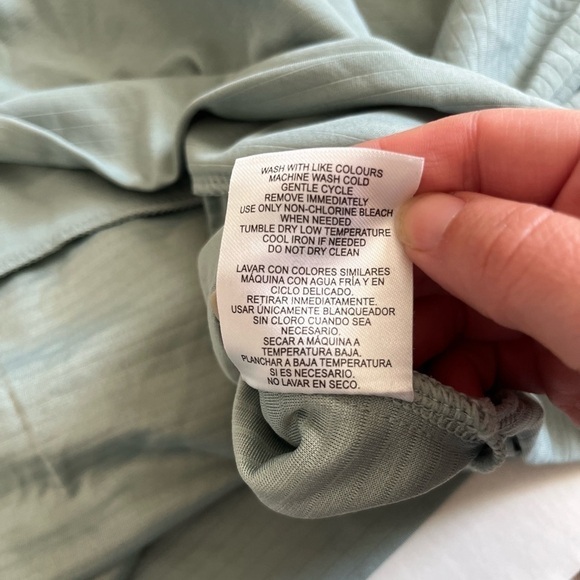 WASH WITH LIKE COLOURS
MACHINE WASH COLD
GENTLE CYCLE
REMOVE IMMEDIATELY
USE ONLY NON-CHLORINE BLEACH
WHEN NEEDED
TUMBLE DRY LOW TEMPERATURE
COOL IRON IF NEEDED
DO NOT DRY CLEAN
LAVAR CON COLORES SIMILARES
MÁQUINA CON AGUA FRÍA Y EN
CICLO DELICADO.
RETIRAR INMEDIATAMENTE.
USAR ÚNICAMENTE BLANQUEADOR
SIN CLORO CUANDO SEA
NECESARIO.
SECAR A MÁQUINA A
TEMPERATURA BAJA.
PLANCHAR A BAJA TEMPERATURA
SI ES NECESARIO.
NO LAVAR EN SECO.